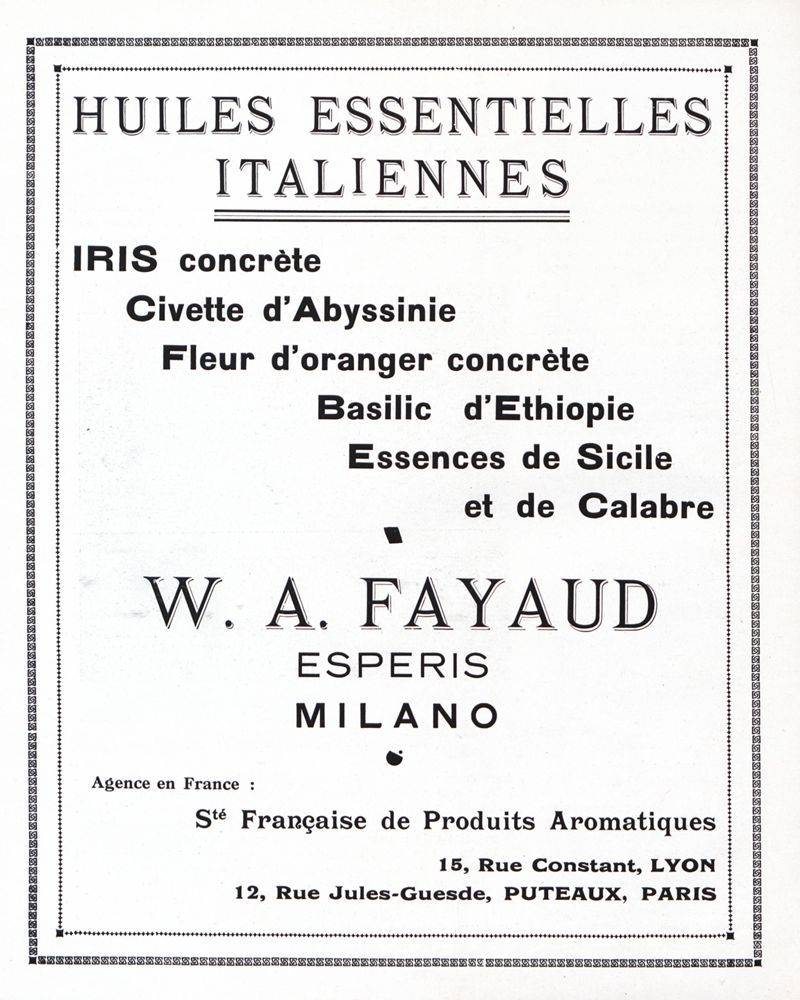 HUILES ESSENTIELLES
ITALIENNES
IRIS concrète
Civette d'Abyssinie
Fleur d'oranger concrète
Basilic d'Ethiopie
Essences de Sicile
et de Calabre
W. A. FAYAUD
ESPERIS
MILANO
Agence en France :
Sté Française de Produits Aromatiques
15, Rue Constant, LYON
12, Rue Jules-Guesde, PUTEAUX, PARIS